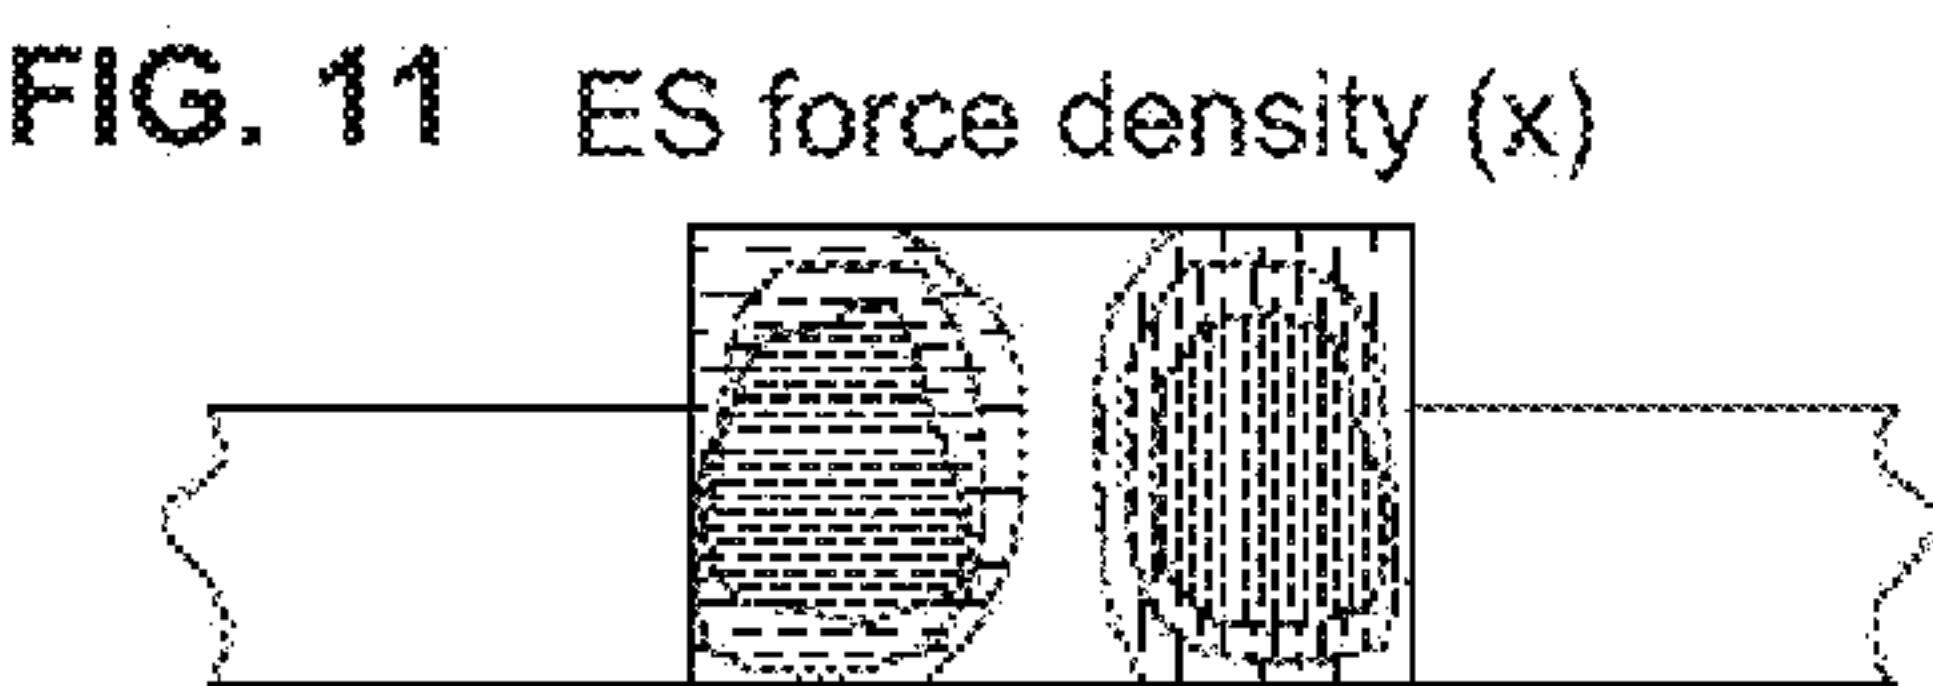 FIG. 11 ES force density (x)